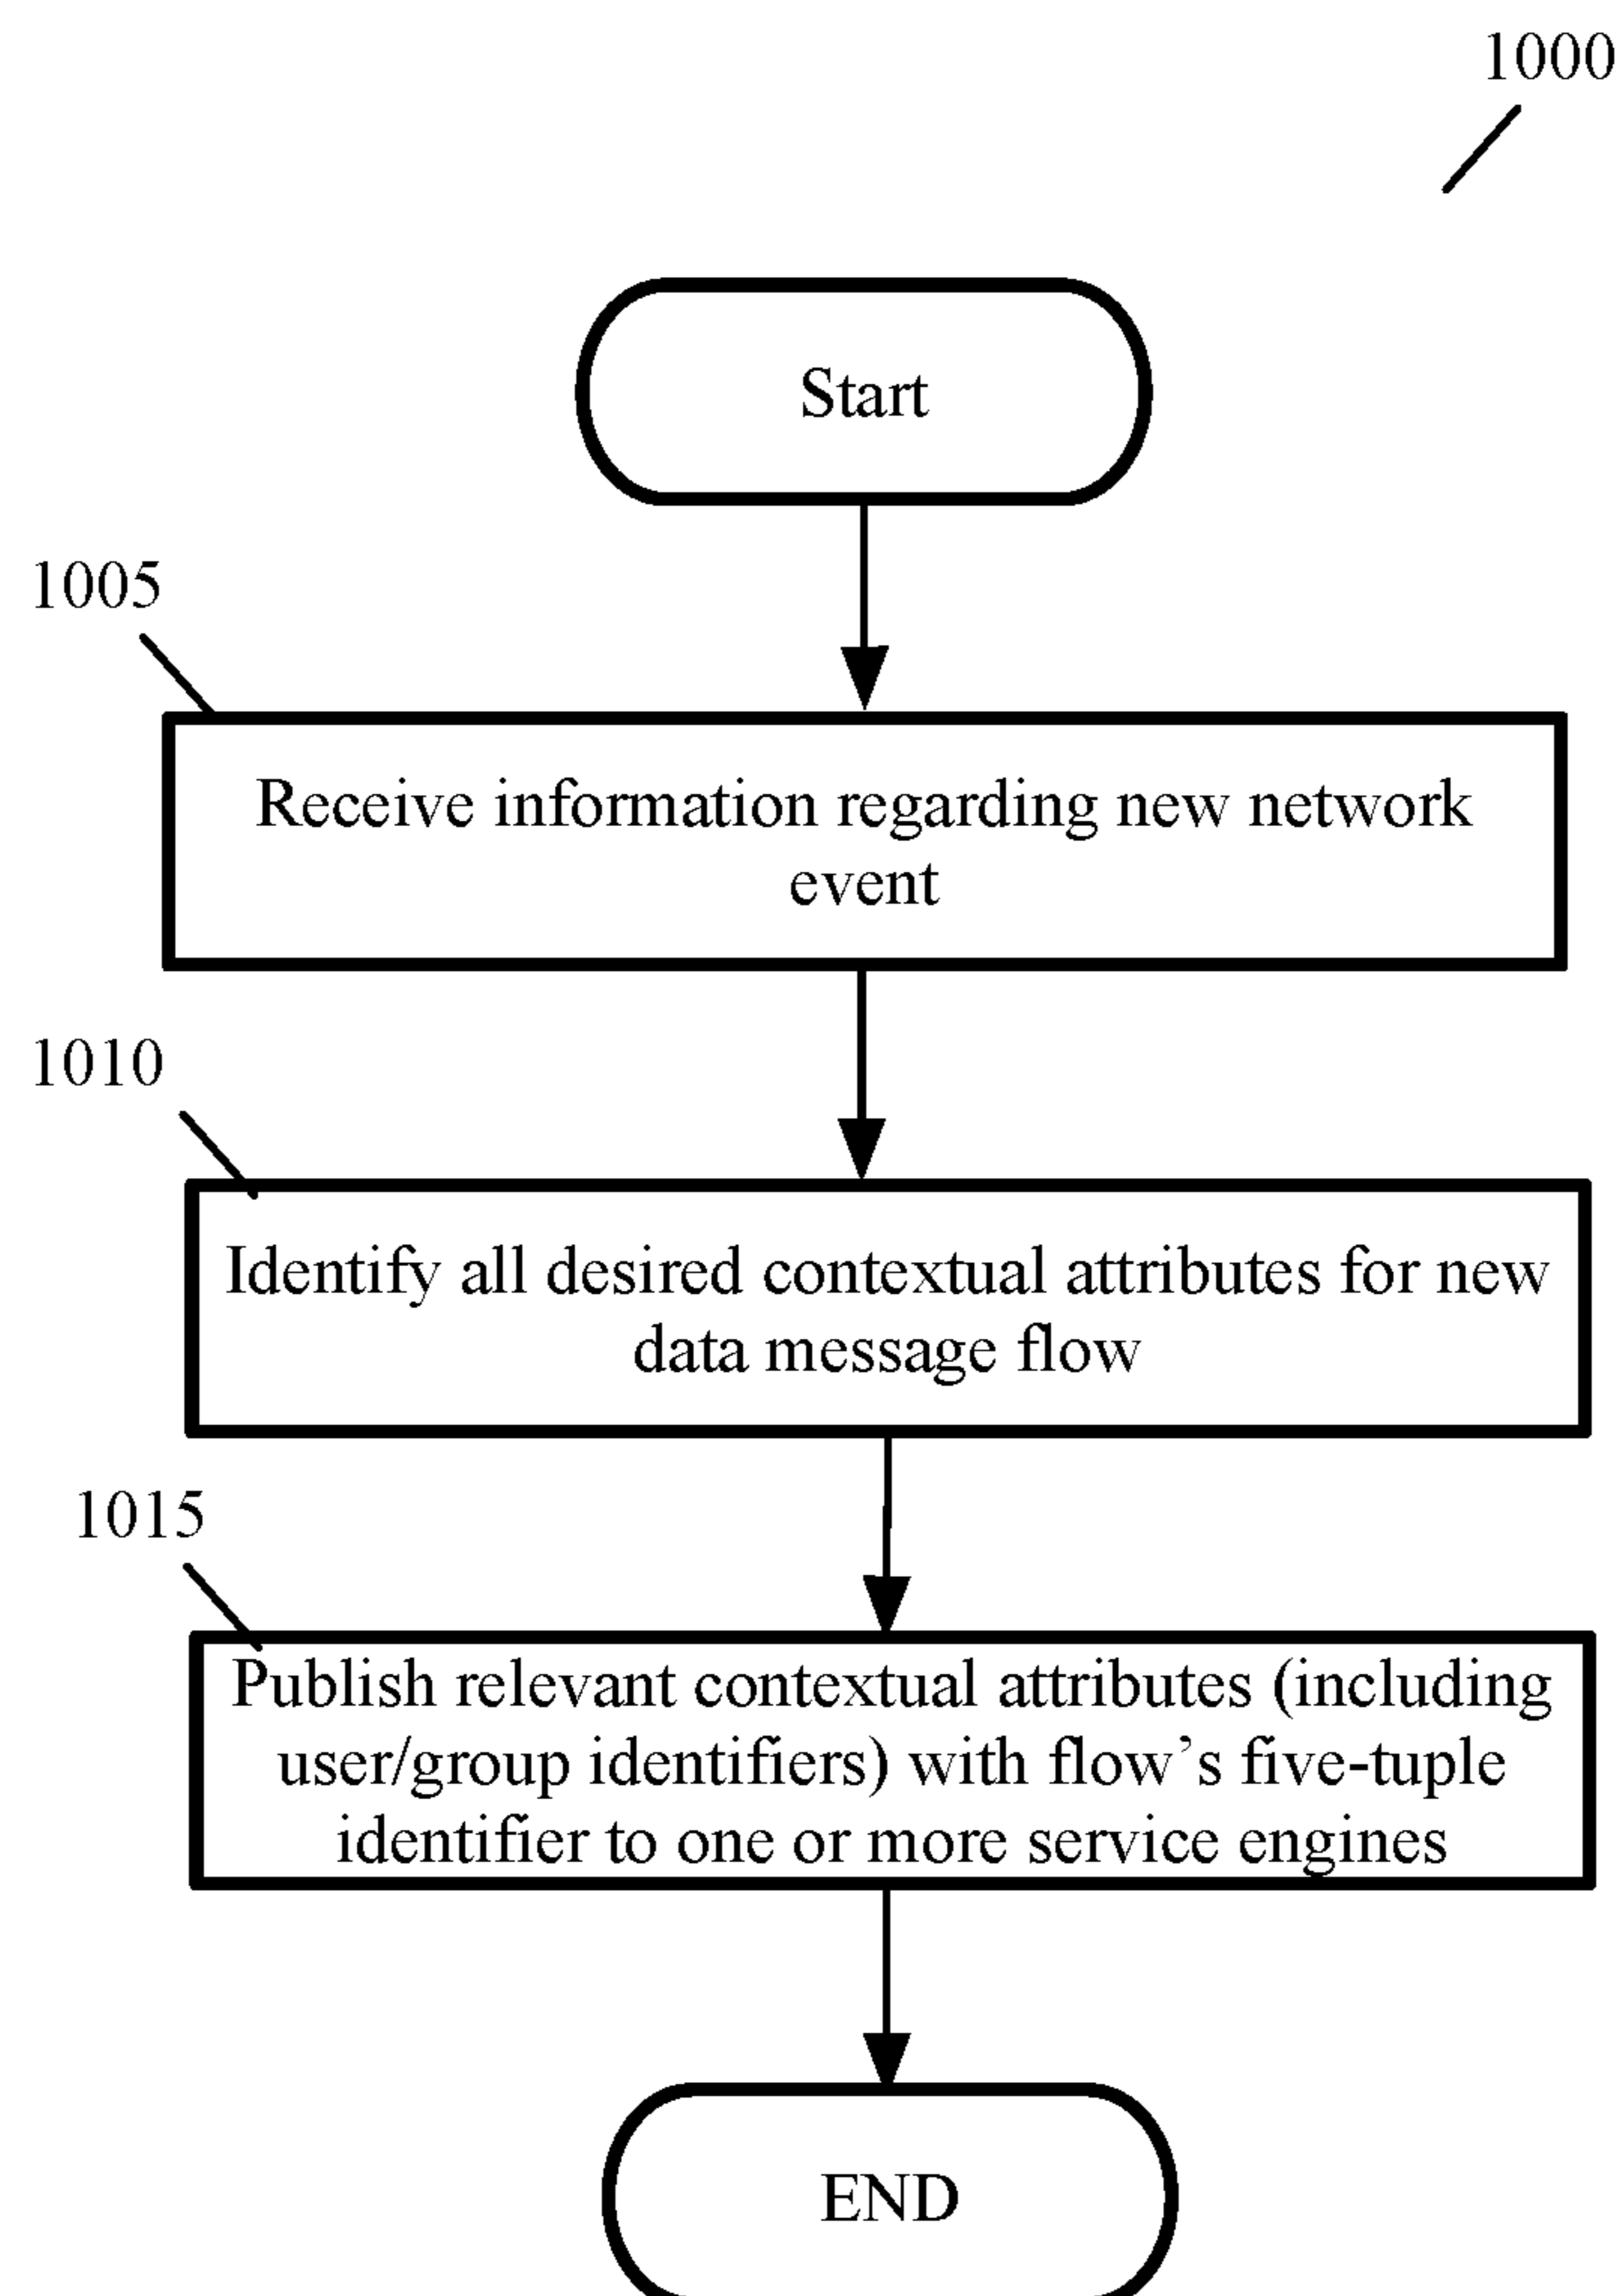 1000
Start
1005
Receive information regarding new network
event
1010
Identify all desired contextual attributes for new
data message flow
1015
Publish relevant contextual attributes (including
user/group identifiers) with flow’s five-tuple
identifier to one or more service engines
END